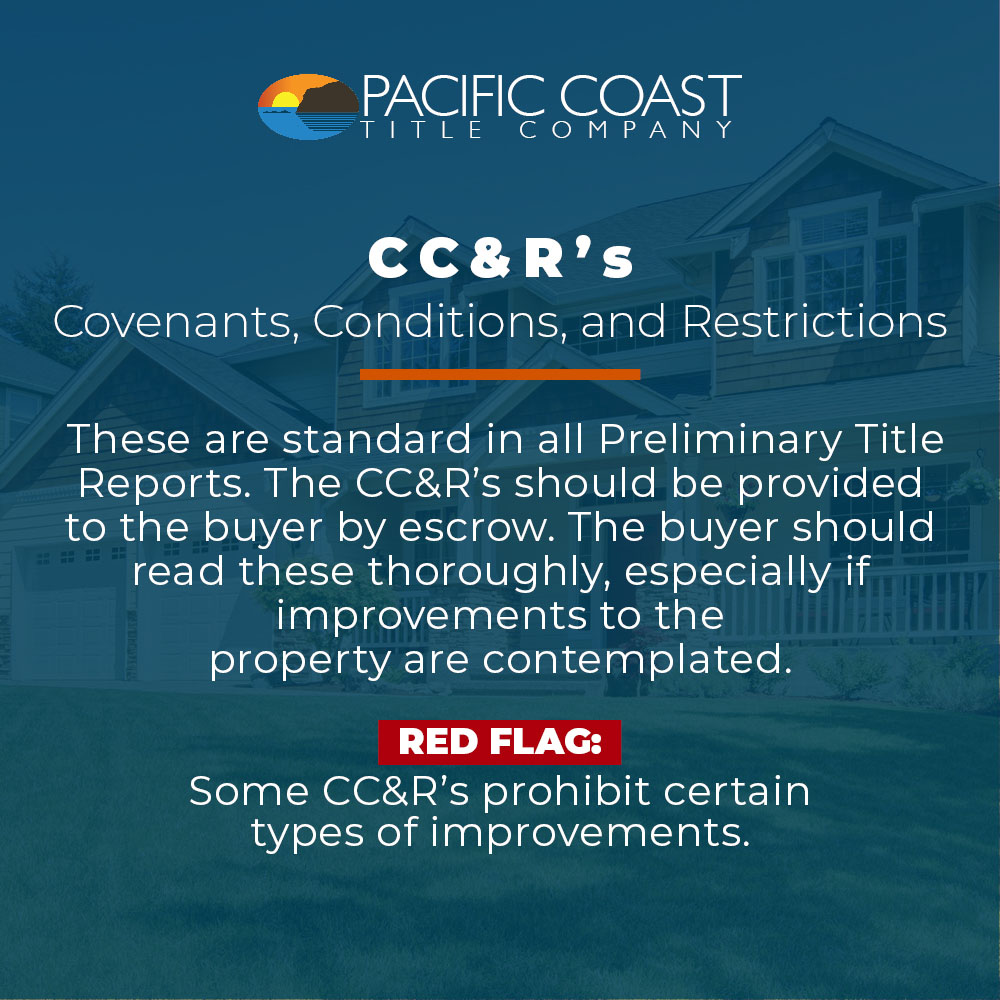 PACIFIC COAST
TITLE COMPANY
CC&R’s
Covenants, Conditions, and Restrictions
These are standard in all Preliminary Title
Reports. The CC&R’s should be provided
to the buyer by escrow. The buyer should
read these thoroughly, especially if
improvements to the
property are contemplated.
RED FLAG:
Some CC&R’s prohibit certain
types of improvements.